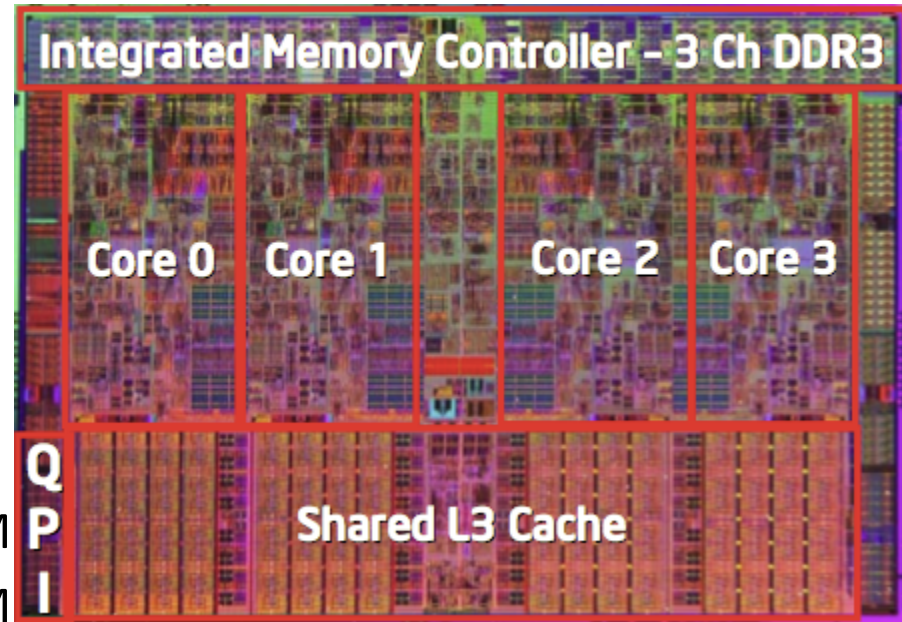 Integrated Memory Controller – 3 Ch DDR3
Core 0
Core 1
Core 2
Core 3
Q
P
I
Shared L3 Cache
M
M